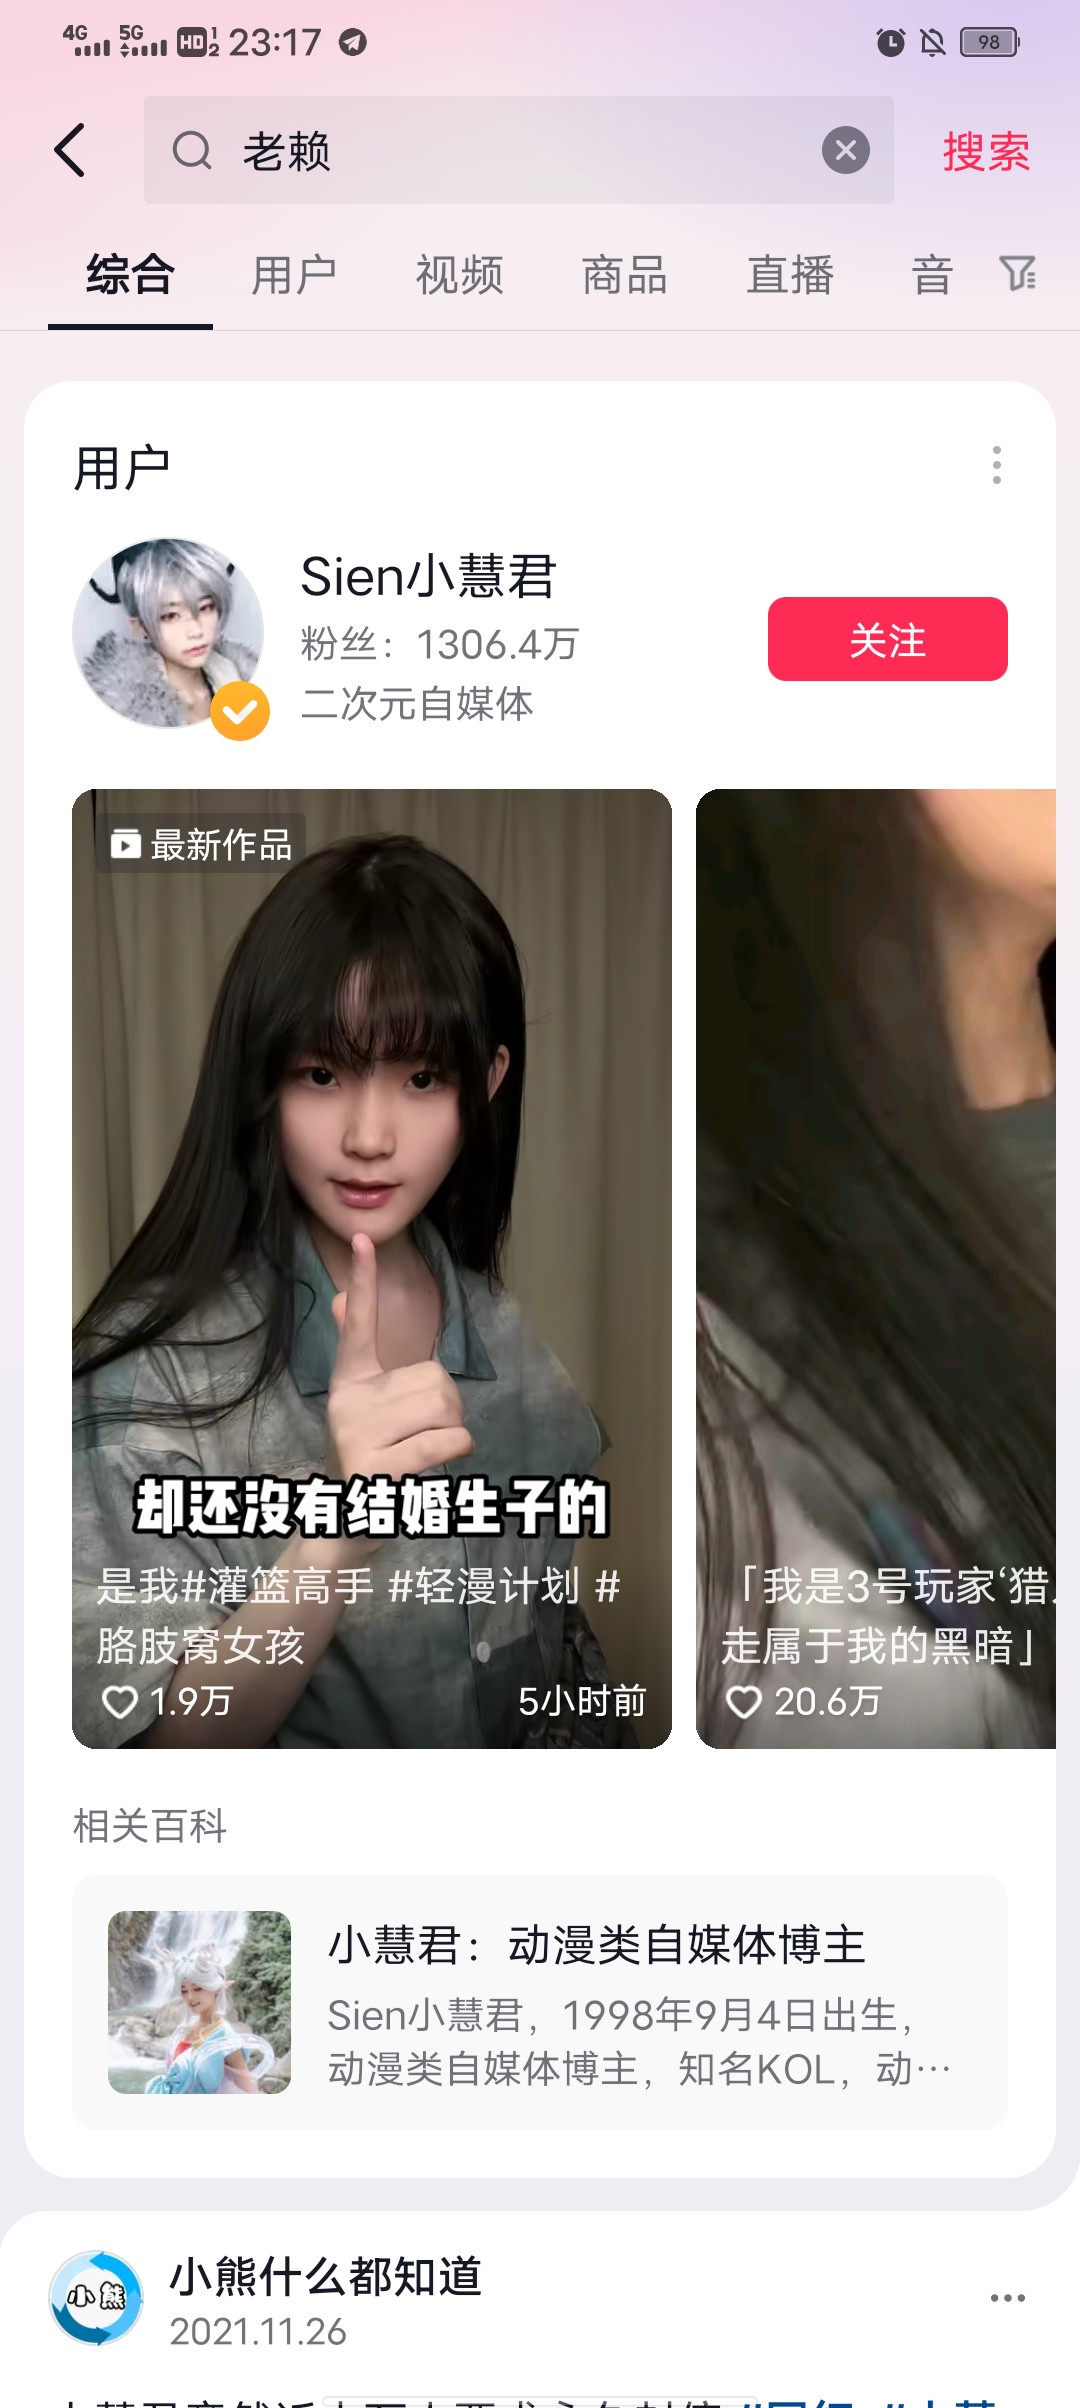 4G 5G HD 1 2 23:17 98
老赖 搜索
综合 用户 视频 商品 直播 音
用户
Sien小慧君
粉丝：1306.4万
二次元自媒体
关注
最新作品
却还没有结婚生子的
是我#灌篮高手 #轻漫计划 #
胳肢窝女孩
1.9万 5小时前
「我是3号玩家‘猎
走属于我的黑暗」
20.6万
相关百科
小慧君：动漫类自媒体博主
Sien小慧君，1998年9月4日出生，
动漫类自媒体博主，知名KOL，动…
小熊
小熊什么都知道
2021.11.26